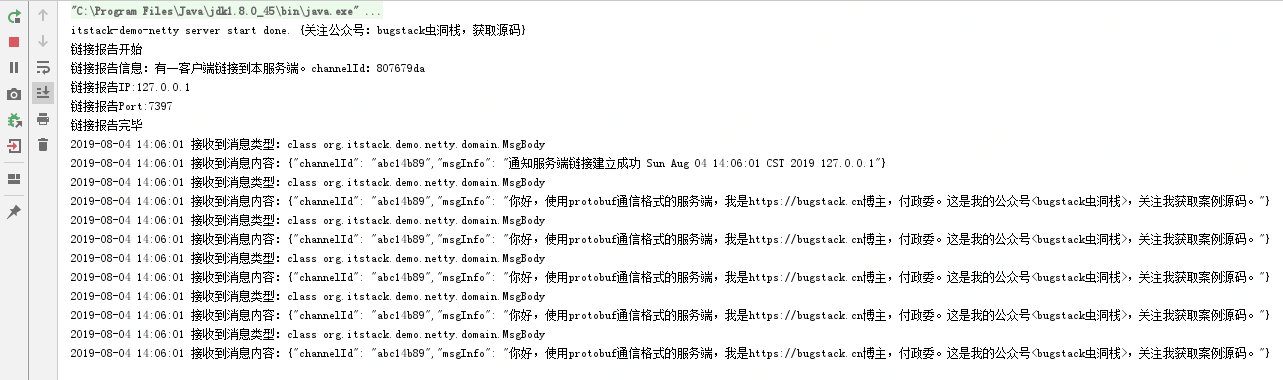 "C:\Program Files\Java\jdk1.8.0_45\bin\java.exe" ...
itstack-demo-netty server start done. {关注公众号：bugstack虫洞栈，获取源码}
链接报告开始
链接报告信息：有一客户端链接到本服务端。channelId：807679da
链接报告IP:127.0.0.1
链接报告Port:7397
链接报告完毕
2019-08-04 14:06:01 接收到消息类型：class org.itstack.demo.netty.domain.MsgBody
2019-08-04 14:06:01 接收到消息内容：{"channelId": "abc14b89","msgInfo": "通知服务端链接建立成功 Sun Aug 04 14:06:01 CST 2019 127.0.0.1"}
2019-08-04 14:06:01 接收到消息类型：class org.itstack.demo.netty.domain.MsgBody
2019-08-04 14:06:01 接收到消息内容：{"channelId": "abc14b89","msgInfo": "你好，使用protobuf通信格式的服务端，我是https://bugstack.cn博主，付政委。这是我的公众号<bugstack虫洞栈>，关注我获取案例源码。"}
2019-08-04 14:06:01 接收到消息类型：class org.itstack.demo.netty.domain.MsgBody
2019-08-04 14:06:01 接收到消息内容：{"channelId": "abc14b89","msgInfo": "你好，使用protobuf通信格式的服务端，我是https://bugstack.cn博主，付政委。这是我的公众号<bugstack虫洞栈>，关注我获取案例源码。"}
2019-08-04 14:06:01 接收到消息类型：class org.itstack.demo.netty.domain.MsgBody
2019-08-04 14:06:01 接收到消息内容：{"channelId": "abc14b89","msgInfo": "你好，使用protobuf通信格式的服务端，我是https://bugstack.cn博主，付政委。这是我的公众号<bugstack虫洞栈>，关注我获取案例源码。"}
2019-08-04 14:06:01 接收到消息类型：class org.itstack.demo.netty.domain.MsgBody
2019-08-04 14:06:01 接收到消息内容：{"channelId": "abc14b89","msgInfo": "你好，使用protobuf通信格式的服务端，我是https://bugstack.cn博主，付政委。这是我的公众号<bugstack虫洞栈>，关注我获取案例源码。"}
2019-08-04 14:06:01 接收到消息类型：class org.itstack.demo.netty.domain.MsgBody
2019-08-04 14:06:01 接收到消息内容：{"channelId": "abc14b89","msgInfo": "你好，使用protobuf通信格式的服务端，我是https://bugstack.cn博主，付政委。这是我的公众号<bugstack虫洞栈>，关注我获取案例源码。"}